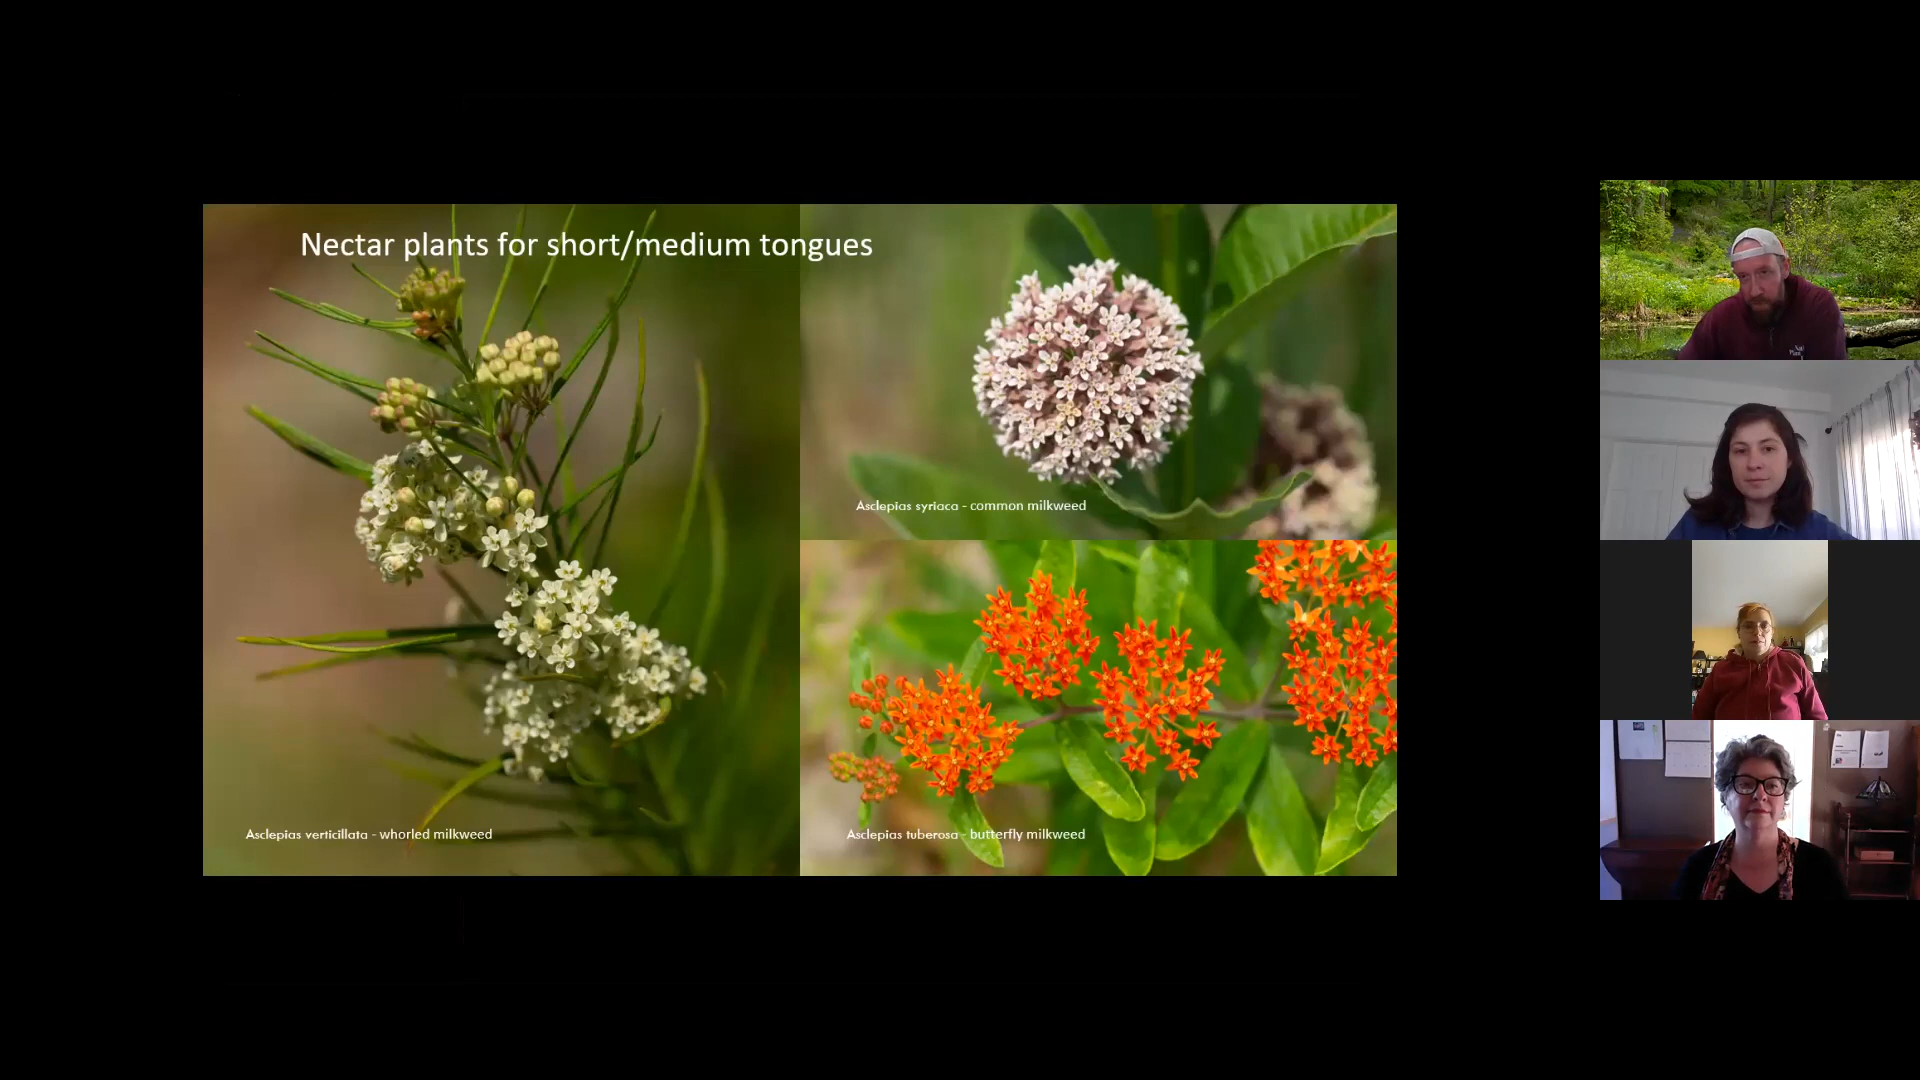 Nectar plants for short/medium tongues
Asclepias syriaca - common milkweed
Asclepias verticillata - whorled milkweed
Asclepias tuberosa - butterfly milkweed